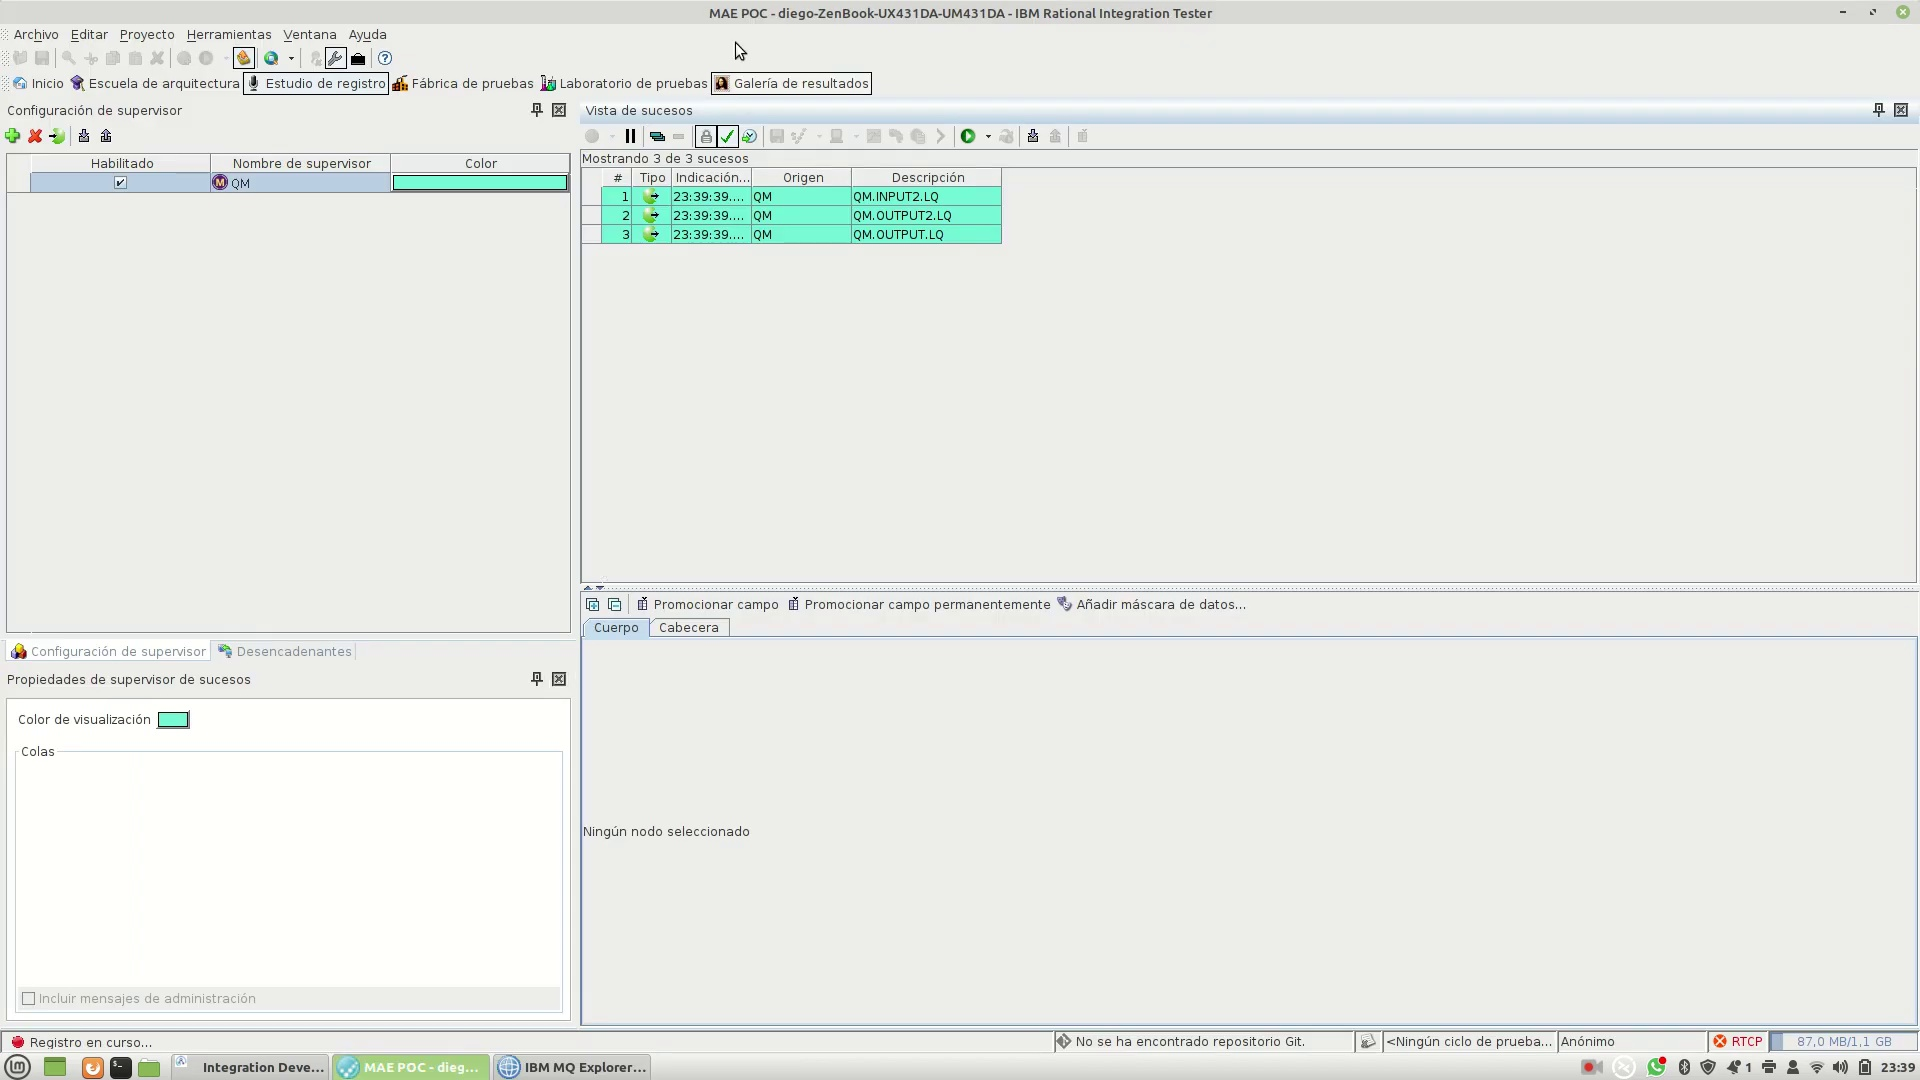 MAE POC - diego-ZenBook-UX431DA-UM431DA - IBM Rational Integration Tester
Archivo Editar Proyecto Herramientas Ventana Ayuda
Inicio Escuela de arquitectura Estudio de registro Fábrica de pruebas Laboratorio de pruebas Galería de resultados
Configuración de supervisor
Habilitado Nombre de supervisor Color
QM
Vista de sucesos
Mostrando 3 de 3 sucesos
# Tipo Indicación... Origen Descripción
1 23:39:39.... QM QM.INPUT2.LQ
2 23:39:39.... QM QM.OUTPUT2.LQ
3 23:39:39.... QM QM.OUTPUT.LQ
Promocionar campo Promocionar campo permanentemente Añadir máscara de datos...
Cuerpo Cabecera
Ningún nodo seleccionado
Configuración de supervisor Desencadenantes
Propiedades de supervisor de sucesos
Color de visualización
Colas
Incluir mensajes de administración
Registro en curso... No se ha encontrado repositorio Git. <Ningún ciclo de prueba... Anónimo RTCP 87,0 MB/1,1 GB
Integration Deve... MAE POC - dieg... IBM MQ Explorer... 1 23:39